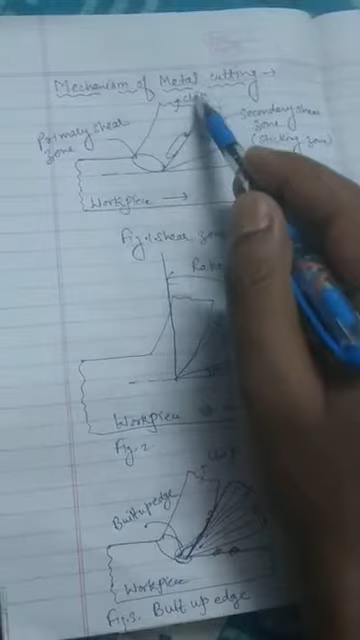 Mechanism of Metal cutting →
Primary shear
zone
Secondary shear
zone
(Sticking zone)
Workpiece →
Fig.1. shear zone
Workpiece
Fig.2
Built up edge
Workpiece
Fig.3. Built up edge